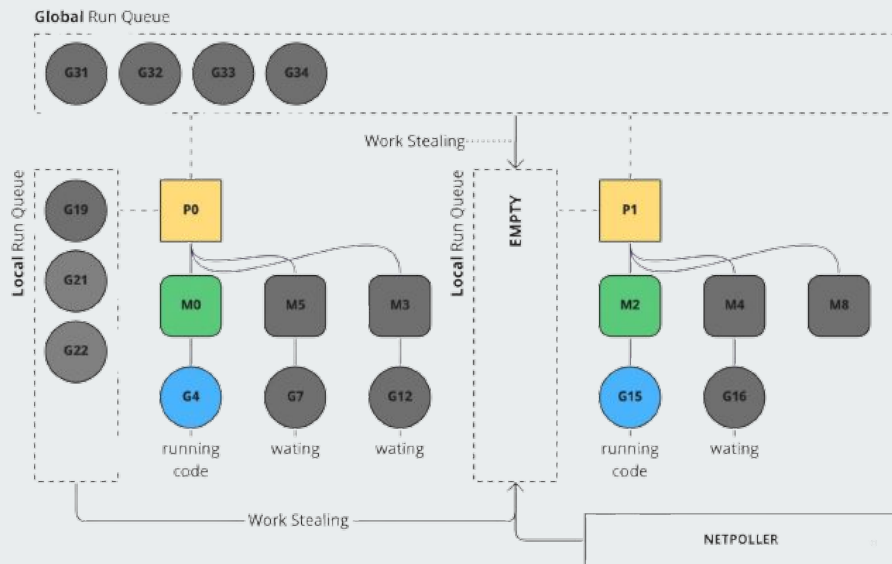 Global Run Queue
G31 G32 G33 G34
Work Stealing
Local Run Queue
G19
G21
G22
P0
M0 M5 M3
G4 G7 G12
running code
wating
wating
Local Run Queue
EMPTY
P1
M2 M4 M8
G15 G16
running code
wating
Work Stealing
NETPOLLER